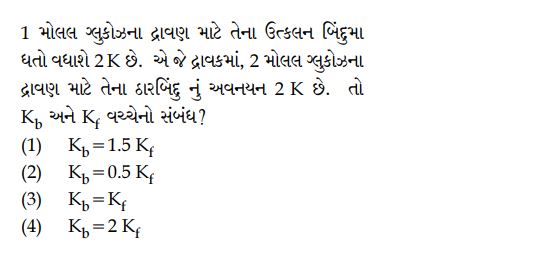 1 મોલલ ગ્લુકોઝના દ્રાવણ માટે તેના ઉત્કલન બિંદુમા
થતો વધાશે 2 K છે. એ જે દ્રાવકમાં, 2 મોલલ ગ્લુકોઝના
દ્રાવણ માટે તેના ઠારબિંદુ નું અવનયન 2 K છે. તો
K_b અને K_f વચ્ચેનો સંબંધ?
(1) K_b = 1.5 K_f
(2) K_b = 0.5 K_f
(3) K_b = K_f
(4) K_b = 2 K_f